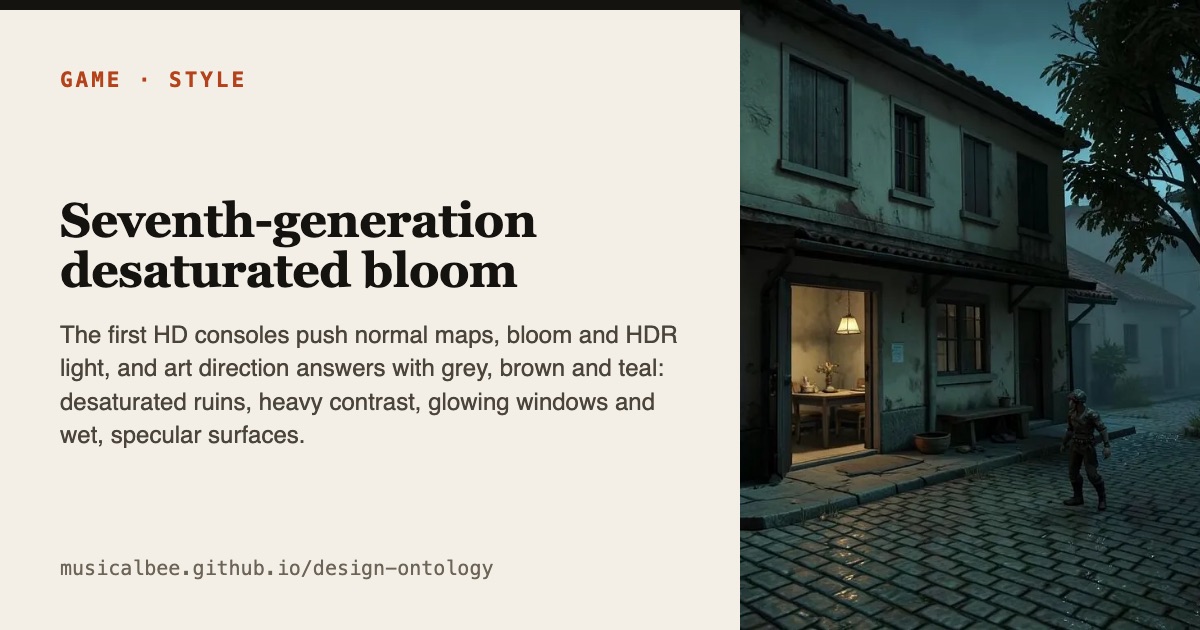 GAME · STYLE
Seventh-generation
desaturated bloom
The first HD consoles push normal maps, bloom and HDR
light, and art direction answers with grey, brown and teal:
desaturated ruins, heavy contrast, glowing windows and
wet, specular surfaces.
musicalbee.github.io/design-ontology